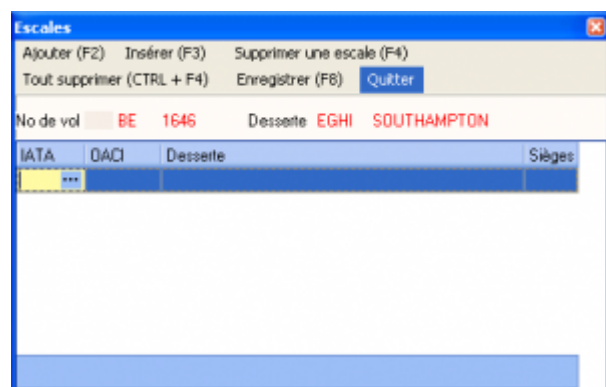 Escales
Ajouter (F2) Insérer (F3) Supprimer une escale (F4)
Tout supprimer (CTRL + F4) Enregistrer (F8) Quitter
No de vol BE 1646 Desserte EGHI SOUTHAMPTON
IATA OACI Desserte Sièges
...